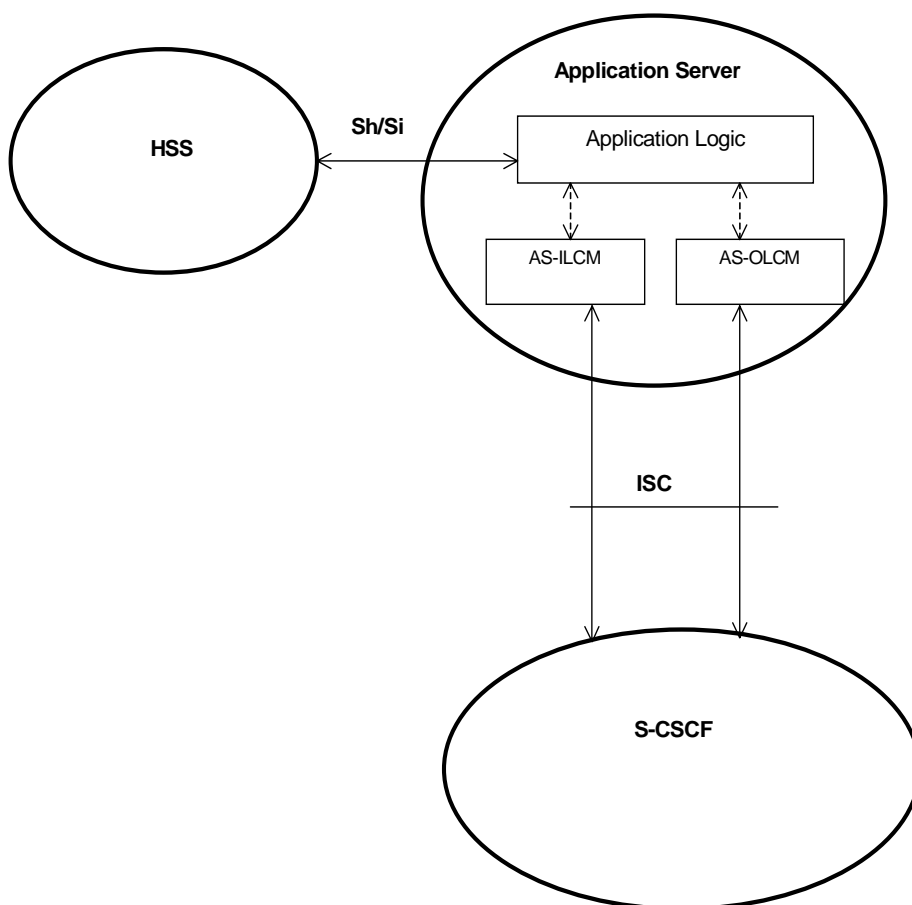 Application Server
HSS
Sh/Si
Application Logic
AS-ILCM
AS-OLCM
ISC
S-CSCF